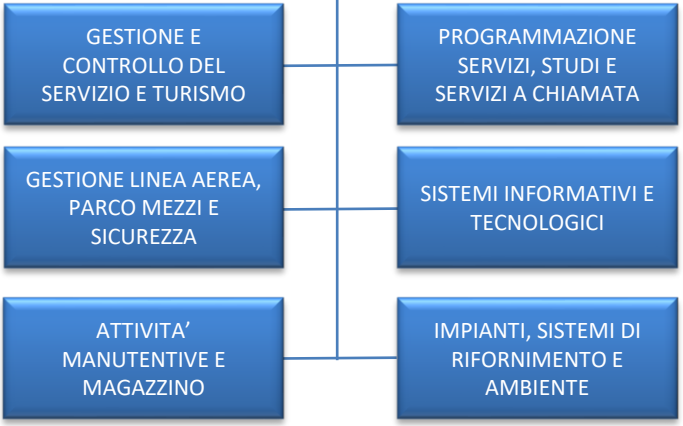 GESTIONE E
CONTROLLO DEL
SERVIZIO E TURISMO
PROGRAMMAZIONE
SERVIZI, STUDI E
SERVIZI A CHIAMATA
GESTIONE LINEA AEREA,
PARCO MEZZI E
SICUREZZA
SISTEMI INFORMATIVI E
TECNOLOGICI
ATTIVITA’
MANUTENTIVE E
MAGAZZINO
IMPIANTI, SISTEMI DI
RIFORNIMENTO E
AMBIENTE